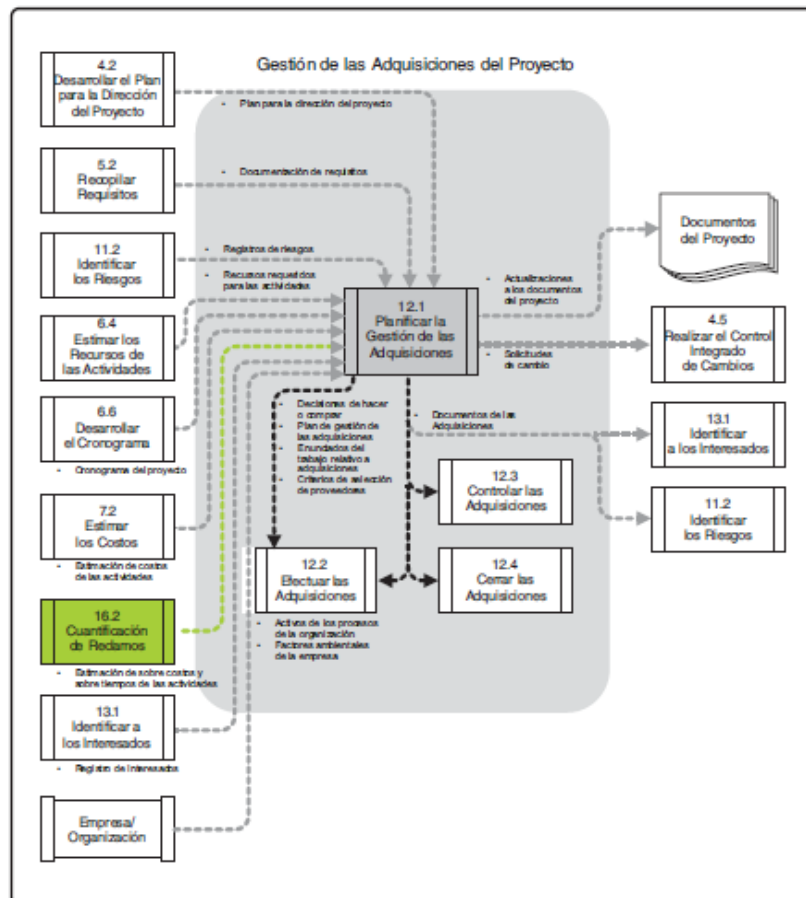 Gestión de las Adquisiciones del Proyecto
4.2
Desarrollar el Plan
para la Dirección
del Proyecto
- Plan para la dirección del proyecto
5.2
Recopilar
Requisitos
- Documentación de requisitos
11.2
Identificar
los Riesgos
- Registros de riesgos
- Recursos requeridos
para las actividades
6.4
Estimar los
Recursos de
las Actividades
6.6
Desarrollar
el Cronograma
- Cronograma del proyecto
7.2
Estimar
los Costos
- Estimación de costos
de las actividades
16.2
Cuantificación
de Reclamos
- Estimación de sobre costos y
sobre tiempos de las actividades
13.1
Identificar a
los Interesados
- Registro de Interesados
Empresa/
Organización
12.1
Planificar la
Gestión de las
Adquisiciones
- Decisiones de hacer
o comprar
- Plan de gestión de
las adquisiciones
- Enunciados del
trabajo relativo a
adquisiciones
- Criterios de selección
de proveedores
- Documentos de las
Adquisiciones
12.2
Efectuar las
Adquisiciones
- Activos de los procesos
de la organización
- Factores ambientales
de la empresa
12.3
Controlar las
Adquisiciones
12.4
Cerrar las
Adquisiciones
- Actualizaciones
a los documentos
del proyecto
- Solicitudes
de cambio
Documentos
del Proyecto
4.5
Realizar el Control
Integrado
de Cambios
13.1
Identificar
a los Interesados
11.2
Identificar
los Riesgos